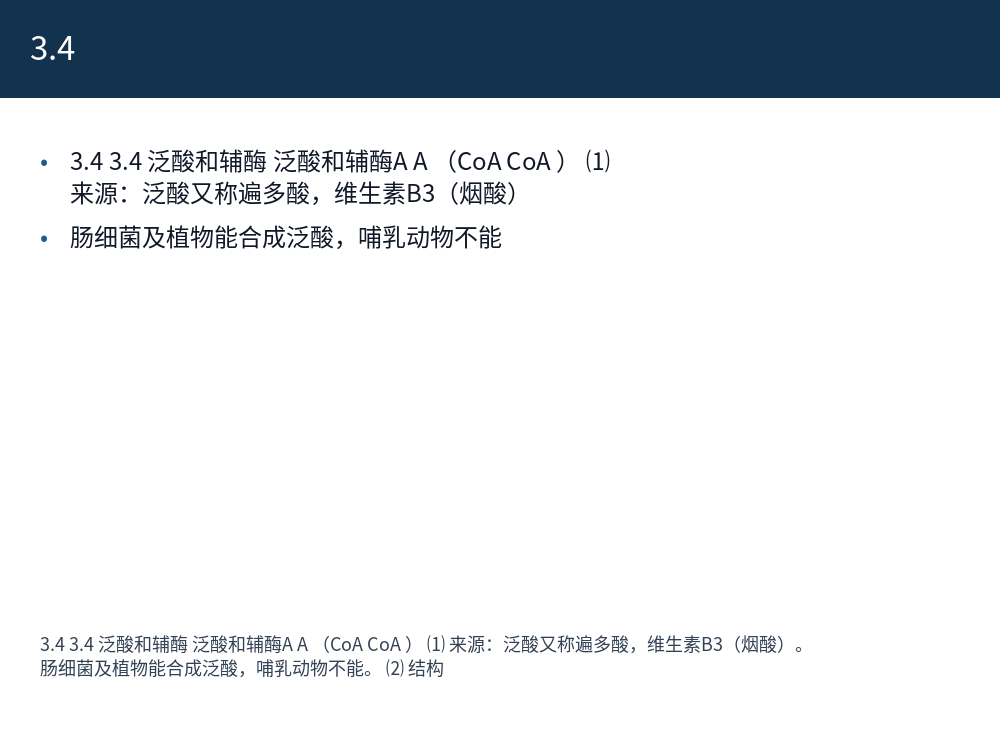 3.4
• 3.4 3.4 泛酸和辅酶 泛酸和辅酶A A （CoA CoA ） ⑴
来源：泛酸又称遍多酸，维生素B3（烟酸）
• 肠细菌及植物能合成泛酸，哺乳动物不能
3.4 3.4 泛酸和辅酶 泛酸和辅酶A A （CoA CoA ） ⑴ 来源：泛酸又称遍多酸，维生素B3（烟酸）。
肠细菌及植物能合成泛酸，哺乳动物不能。 ⑵ 结构